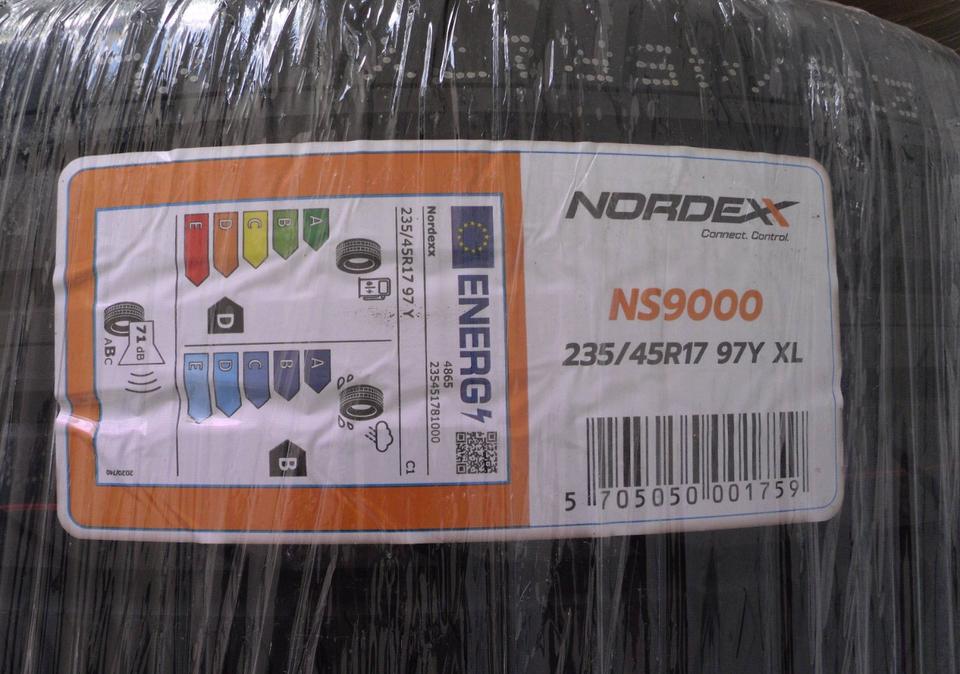 NORDEXX
Connect. Control.
NS9000
235/45R17 97Y XL
5 705050 001759
ENERG
Nordexx
4865
235/45R17 97 Y
235451781000
C1
A
B
C
D
E
D
A
B
C
D
E
B
71 dB
ABC
2020/740